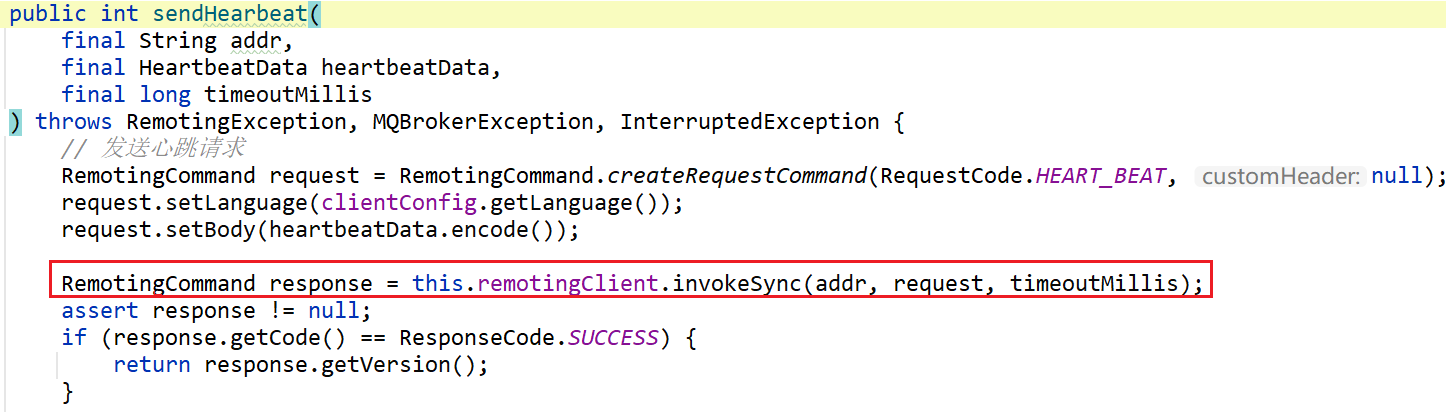 public int sendHearbeat(
    final String addr,
    final HeartbeatData heartbeatData,
    final long timeoutMillis
) throws RemotingException, MQBrokerException, InterruptedException {
    // 发送心跳请求
    RemotingCommand request = RemotingCommand.createRequestCommand(RequestCode.HEART_BEAT, customHeader: null);
    request.setLanguage(clientConfig.getLanguage());
    request.setBody(heartbeatData.encode());
    RemotingCommand response = this.remotingClient.invokeSync(addr, request, timeoutMillis);
    assert response != null;
    if (response.getCode() == ResponseCode.SUCCESS) {
        return response.getVersion();
    }